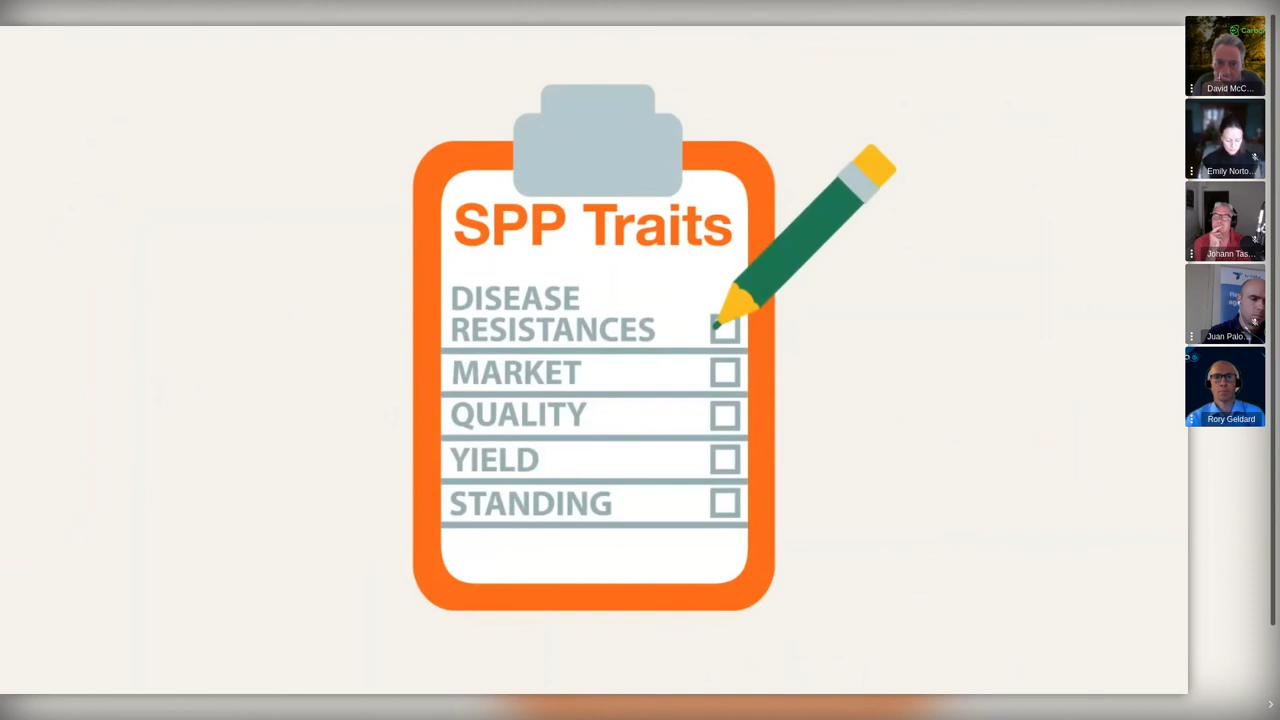 SPP Traits
DISEASE
RESISTANCES
MARKET
QUALITY
YIELD
STANDING
David McC...
Emily Norto...
Johann Tas...
Juan Palo...
Rory Geldard